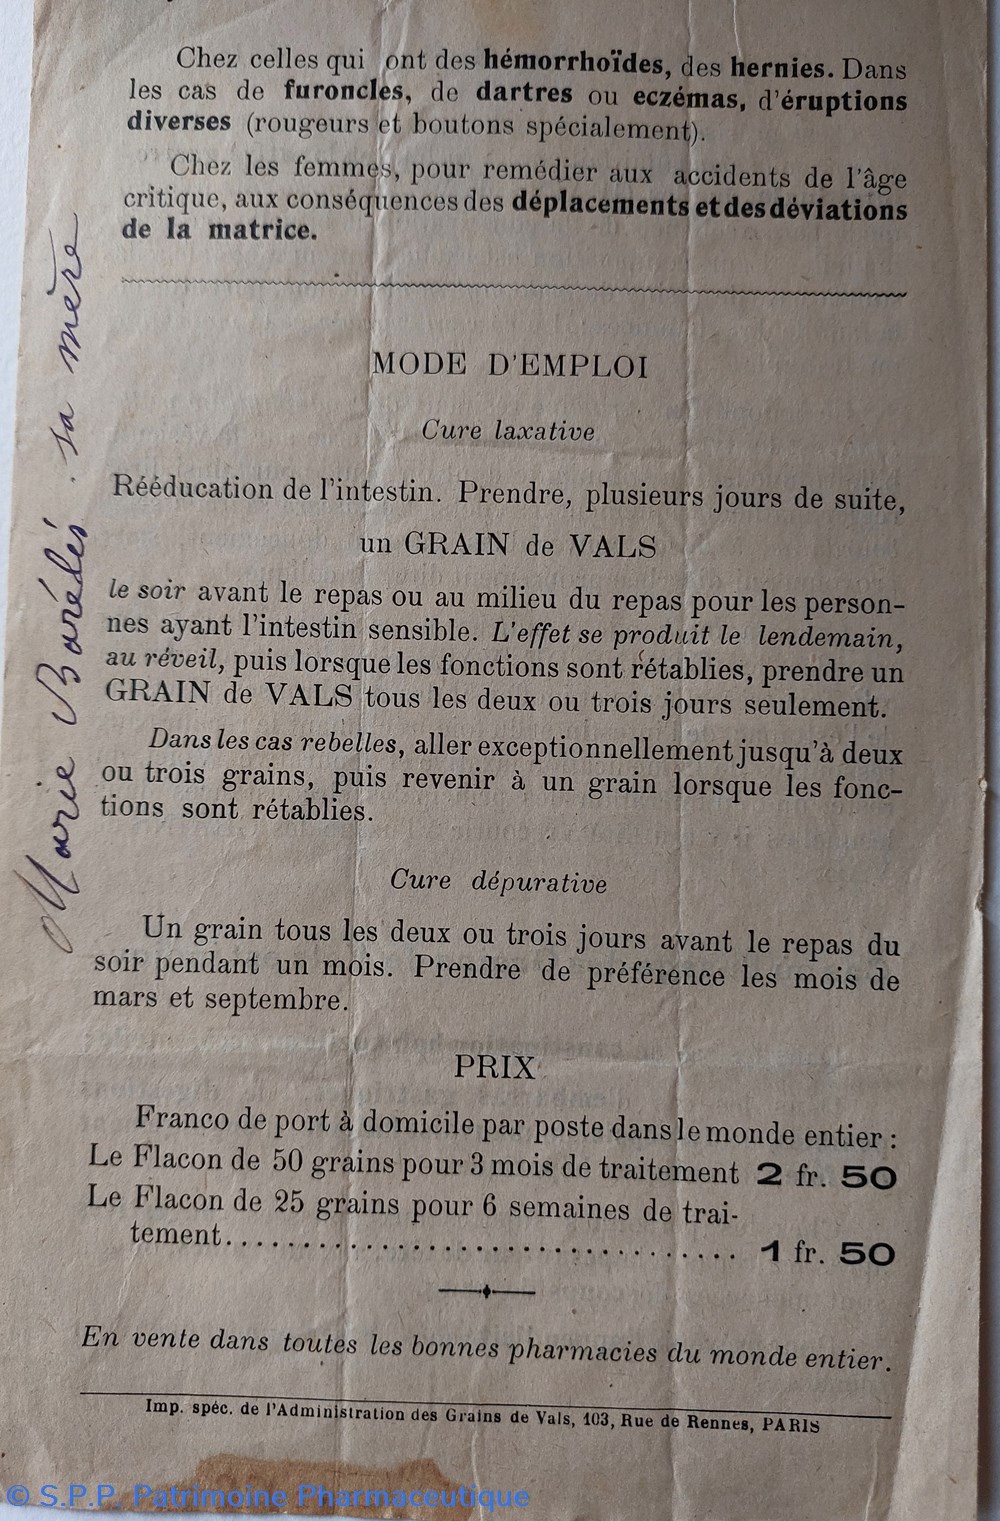 Chez celles qui ont des hémorrhoïdes, des hernies. Dans
les cas de furoncles, de dartres ou eczémas, d'éruptions
diverses (rougeurs et boutons spécialement).
Chez les femmes, pour remédier aux accidents de l'âge
critique, aux conséquences des déplacements et des déviations
de la matrice.
MODE D'EMPLOI
Cure laxative
Rééducation de l'intestin. Prendre, plusieurs jours de suite,
un GRAIN de VALS
le soir avant le repas ou au milieu du repas pour les person-
nes ayant l'intestin sensible. L'effet se produit le lendemain,
au réveil, puis lorsque les fonctions sont rétablies, prendre un
GRAIN de VALS tous les deux ou trois jours seulement.
Dans les cas rebelles, aller exceptionnellement jusqu'à deux
ou trois grains, puis revenir à un grain lorsque les fonc-
tions sont rétablies.
Cure dépurative
Un grain tous les deux ou trois jours avant le repas du
soir pendant un mois. Prendre de préférence les mois de
mars et septembre.
PRIX
Franco de port à domicile par poste dans le monde entier :
Le Flacon de 50 grains pour 3 mois de traitement 2 fr. 50
Le Flacon de 25 grains pour 6 semaines de trai-
tement.................................. 1 fr. 50
En vente dans toutes les bonnes pharmacies du monde entier.
Imp. spéc. de l'Administration des Grains de Vals, 103, Rue de Rennes, PARIS
Marie Barédés. sa mère
© S.P.P. Patrimoine Pharmaceutique